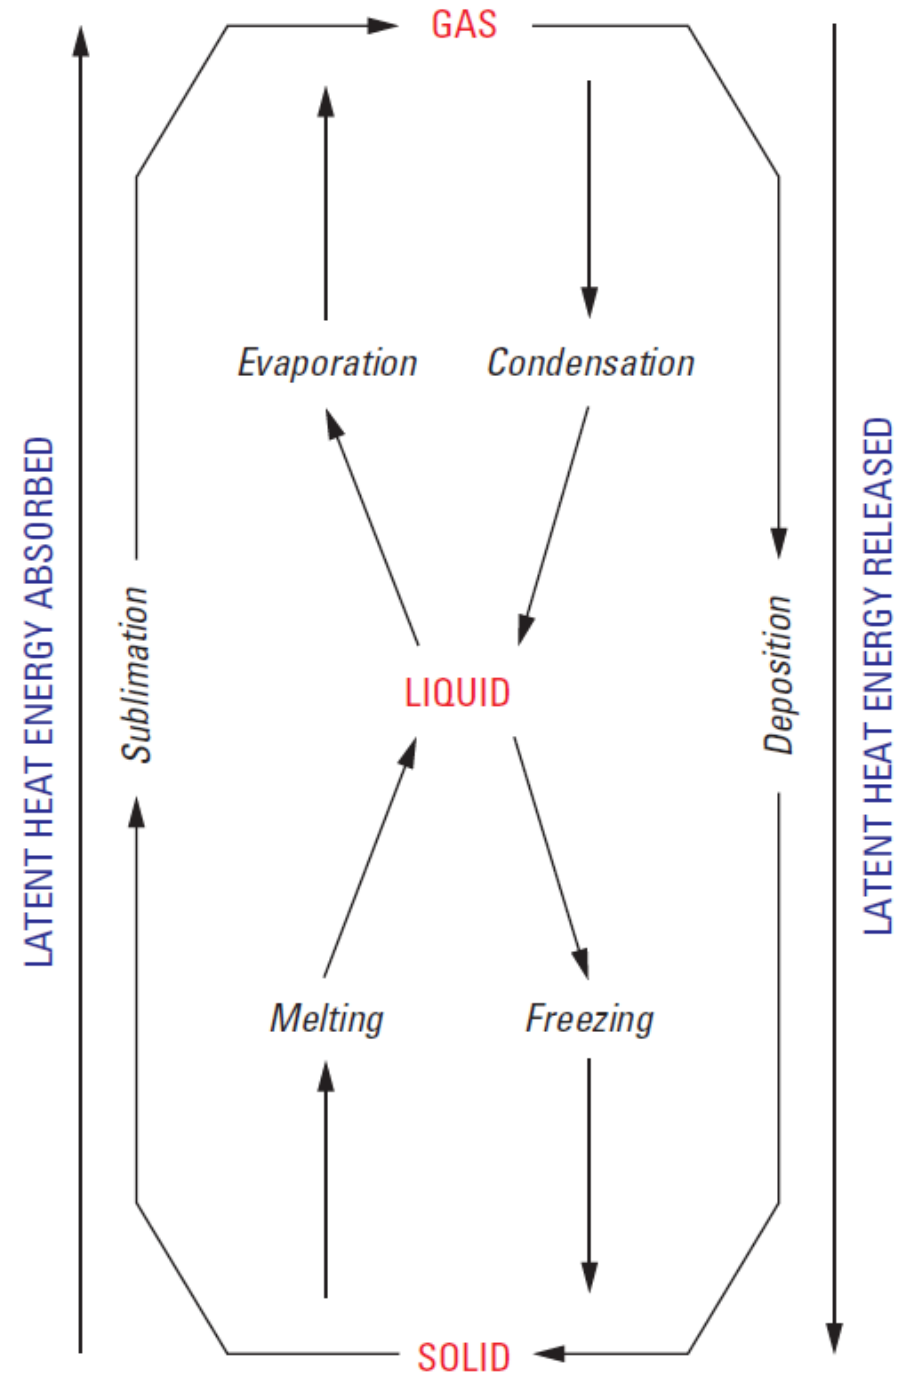 GAS
Evaporation
Condensation
LATENT HEAT ENERGY ABSORBED
Sublimation
LIQUID
Deposition
LATENT HEAT ENERGY RELEASED
Melting
Freezing
SOLID